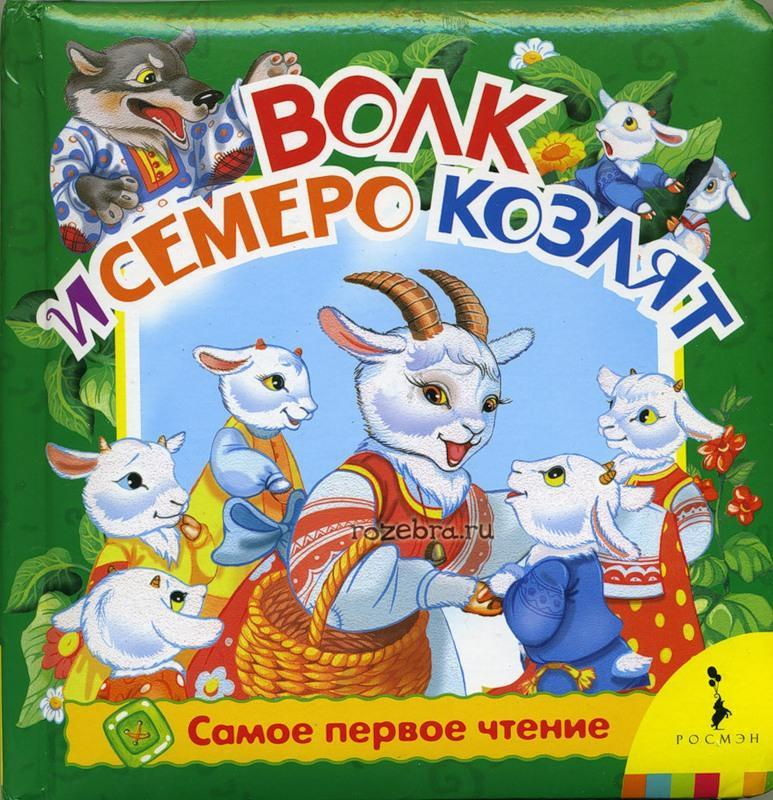 ВОЛК
И СЕМЕРО КОЗЛЯТ
rozebra.ru
Самое первое чтение
РОСМЭН